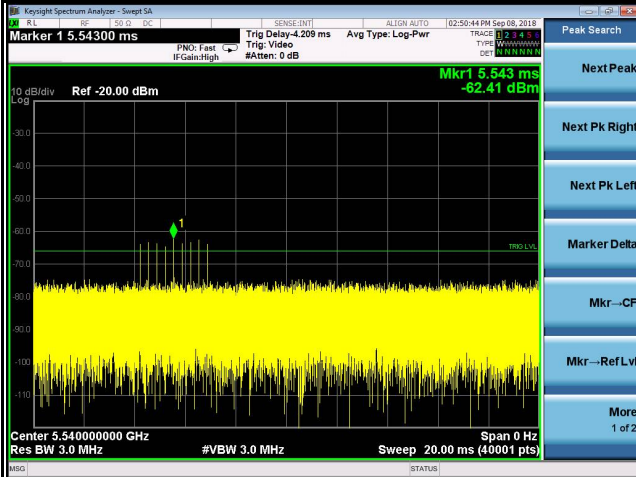 Keysight Spectrum Analyzer - Swept SA
RL RF 50 Ω DC SENSE:INT ALIGN AUTO 02:50:44 PM Sep 08, 2018
Marker 1 5.54300 ms
PNO: Fast
IFGain:High
Trig Delay-4.209 ms
Trig: Video
#Atten: 0 dB
Avg Type: Log-Pwr
TRACE 1 2 3 4 5 6
TYPE WWWWWW
DET N N N N N N
Mkr1 5.543 ms
-62.41 dBm
10 dB/div Ref -20.00 dBm
Log
-30.0
-40.0
-50.0
-70.0
-80.0
-90.0
-100
-110
1
TRIG LVL
Center 5.540000000 GHz
Span 0 Hz
Res BW 3.0 MHz
#VBW 3.0 MHz
Sweep 20.00 ms (40001 pts)
MSG
STATUS
Peak Search
Next Peak
Next Pk Right
Next Pk Left
Marker Delta
Mkr→CF
Mkr→Ref Lvl
More
1 of 2